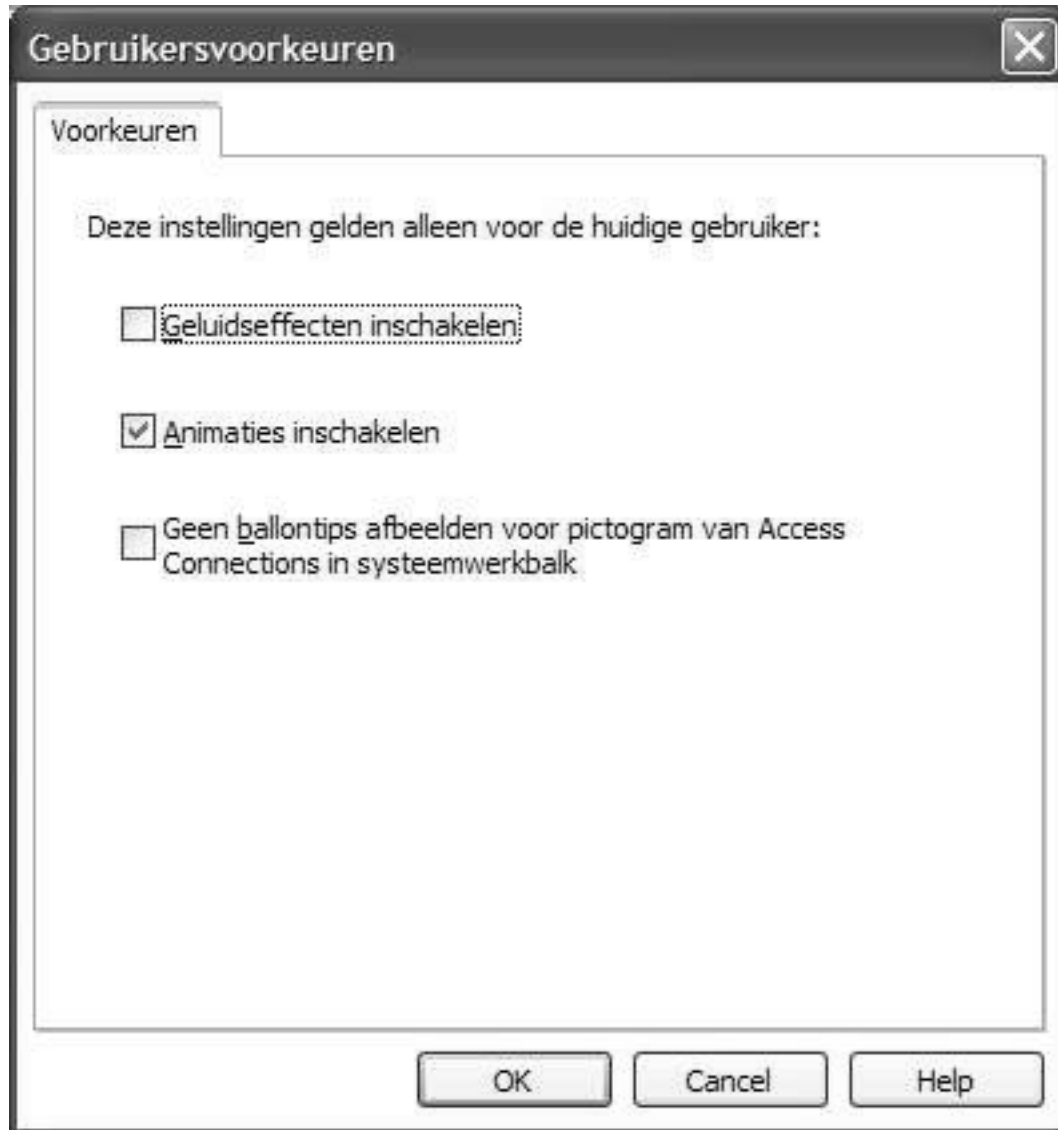 Gebruikersvoorkeuren
Voorkeuren
Deze instellingen gelden alleen voor de huidige gebruiker:
Geluidseffecten inschakelen
Animaties inschakelen
Geen ballontips afbeelden voor pictogram van Access
Connections in systeemwerkbalk
OK Cancel Help